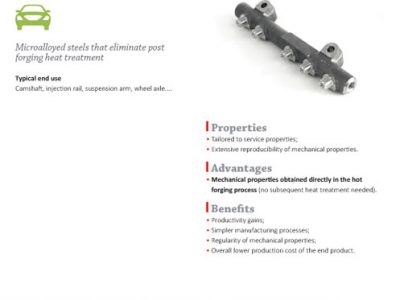 Microalloyed steels that eliminate post
forging heat treatment
Typical end use
Camshaft, injection rail, suspension arm, wheel axle....
Properties
• Tailored to service properties;
• Extensive reproducibility of mechanical properties.
Advantages
• Mechanical properties obtained directly in the hot
forging process (no subsequent heat treatment needed).
Benefits
• Productivity gains;
• Simpler manufacturing processes;
• Regularity of mechanical properties;
• Overall lower production cost of the end product.